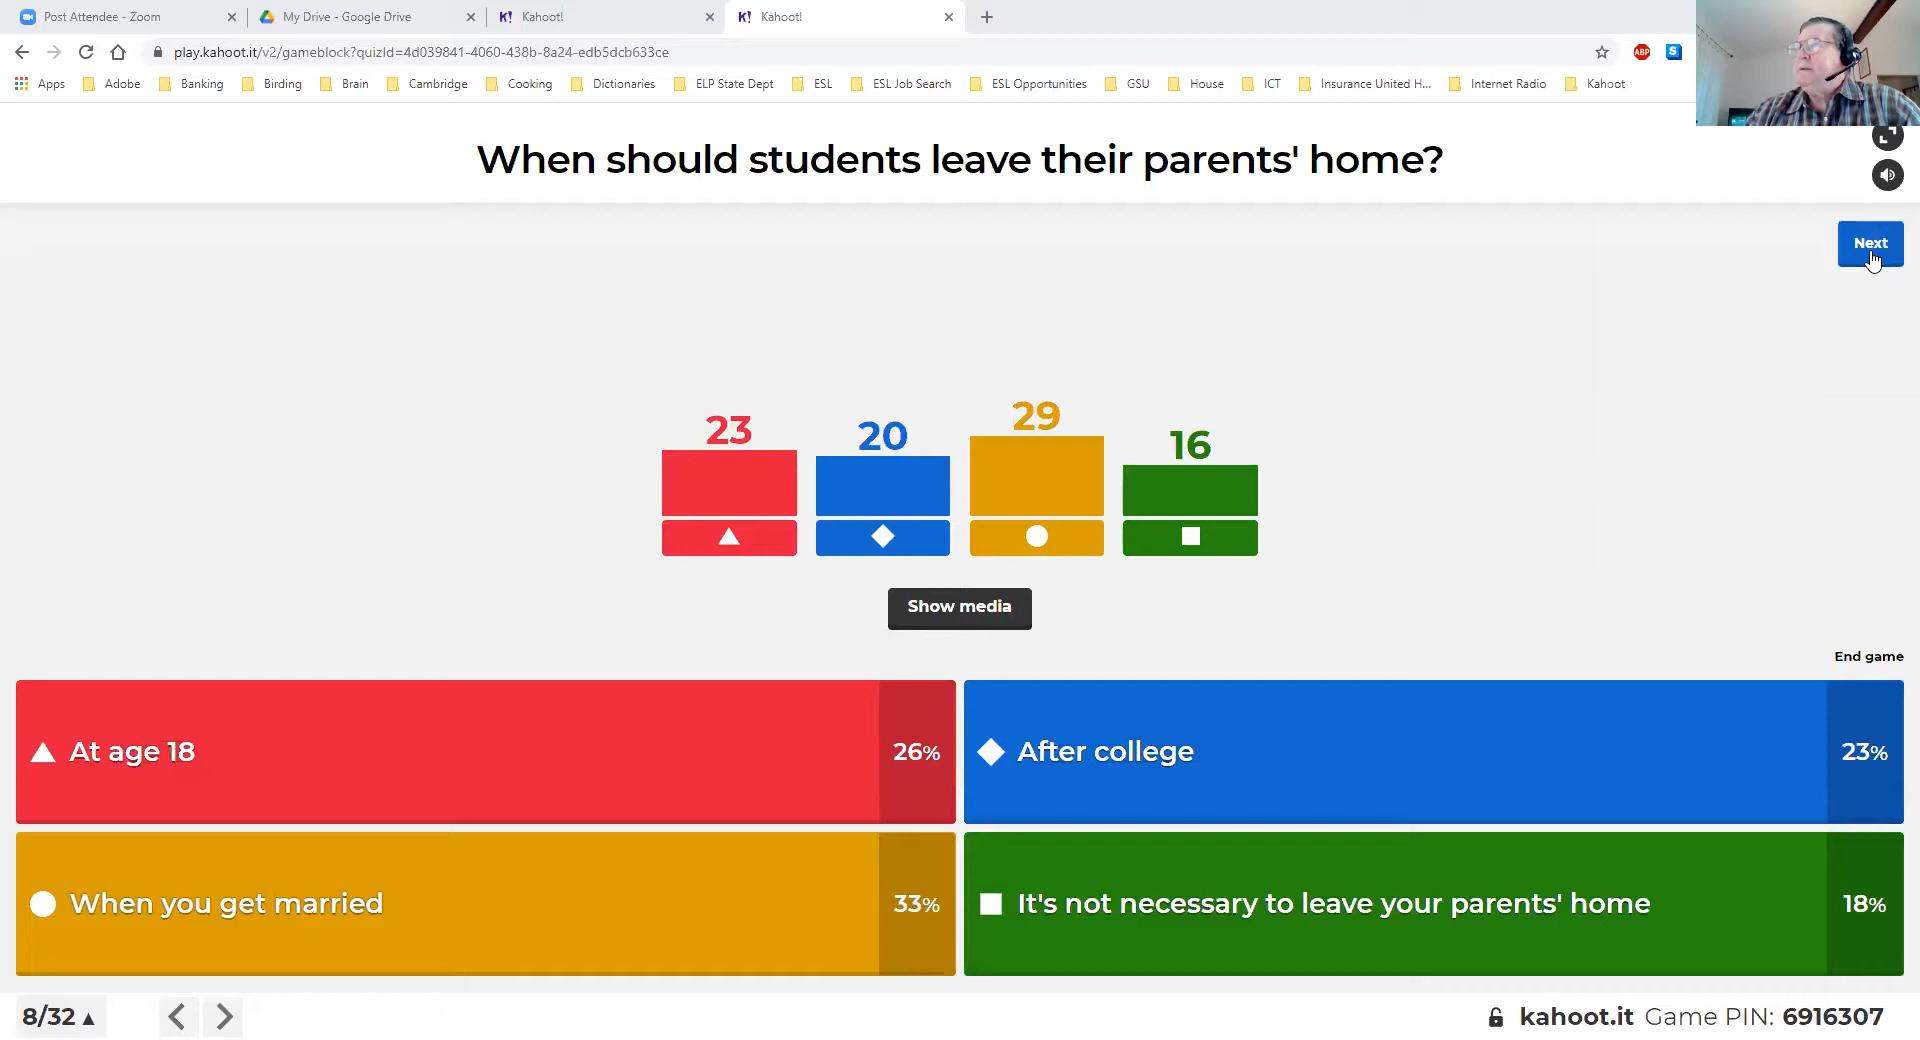 Post Attendee - Zoom
My Drive - Google Drive
K! Kahoot!
K! Kahoot!
play.kahoot.it/v2/gameblock?quizId=4d039841-4060-438b-8a24-edb5dcb633ce
ABP
S
Apps Adobe Banking Birding Brain Cambridge Cooking Dictionaries ELP State Dept ESL ESL Job Search ESL Opportunities GSU House ICT Insurance United H... Internet Radio Kahoot
When should students leave their parents' home?
Next
23 20 29 16
Show media
End game
At age 18 26%
After college 23%
When you get married 33%
It's not necessary to leave your parents' home 18%
8/32
kahoot.it Game PIN: 6916307